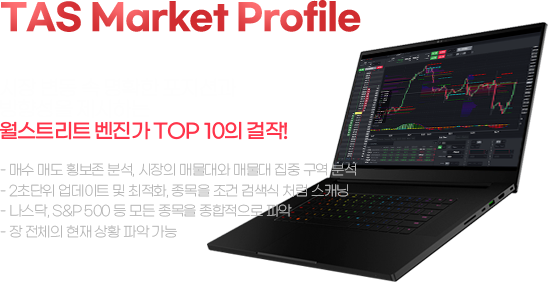 TAS Market Profile
월스트리트 벤진가 TOP 10의 걸작!
- 매수 매도 횡보존 분석, 시장의 매물대와 매물대 집중 구역 분석
- 2초단위 업데이트 및 최적화, 종목을 조건 검색식 처럼 스캐닝
- 나스닥, S&P 500 등 모든 종목을 종합적으로 파악
- 장 전체의 현재 상황 파악 가능